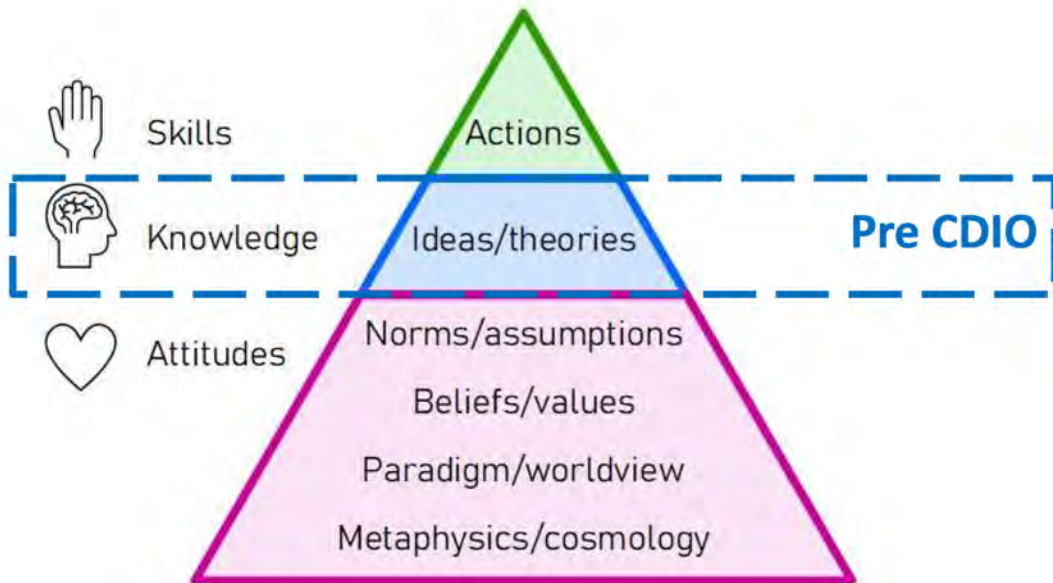 Skills
Actions
Knowledge
Ideas/theories
Pre CDIO
Attitudes
Norms/assumptions
Beliefs/values
Paradigm/worldview
Metaphysics/cosmology